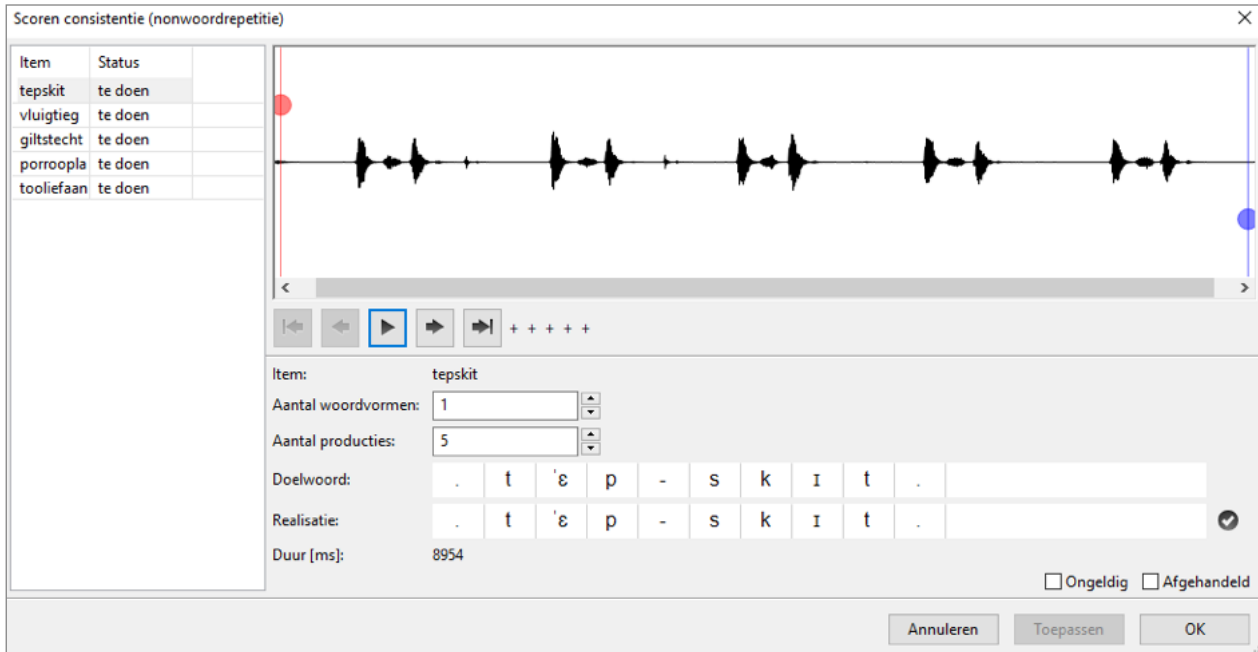 Scoren consistentie (nonwoordrepetitie)
Item Status
tepskit te doen
vluigtieg te doen
giltstecht te doen
porroopla te doen
tooliefaan te doen
+ + + + +
Item: tepskit
Aantal woordvormen: 1
Aantal producties: 5
Doelwoord: . t ˈɛ p - s k ɪ t .
Realisatie: . t ˈɛ p - s k ɪ t .
Duur [ms]: 8954
Ongeldig Afgehandeld
Annuleren Toepassen OK